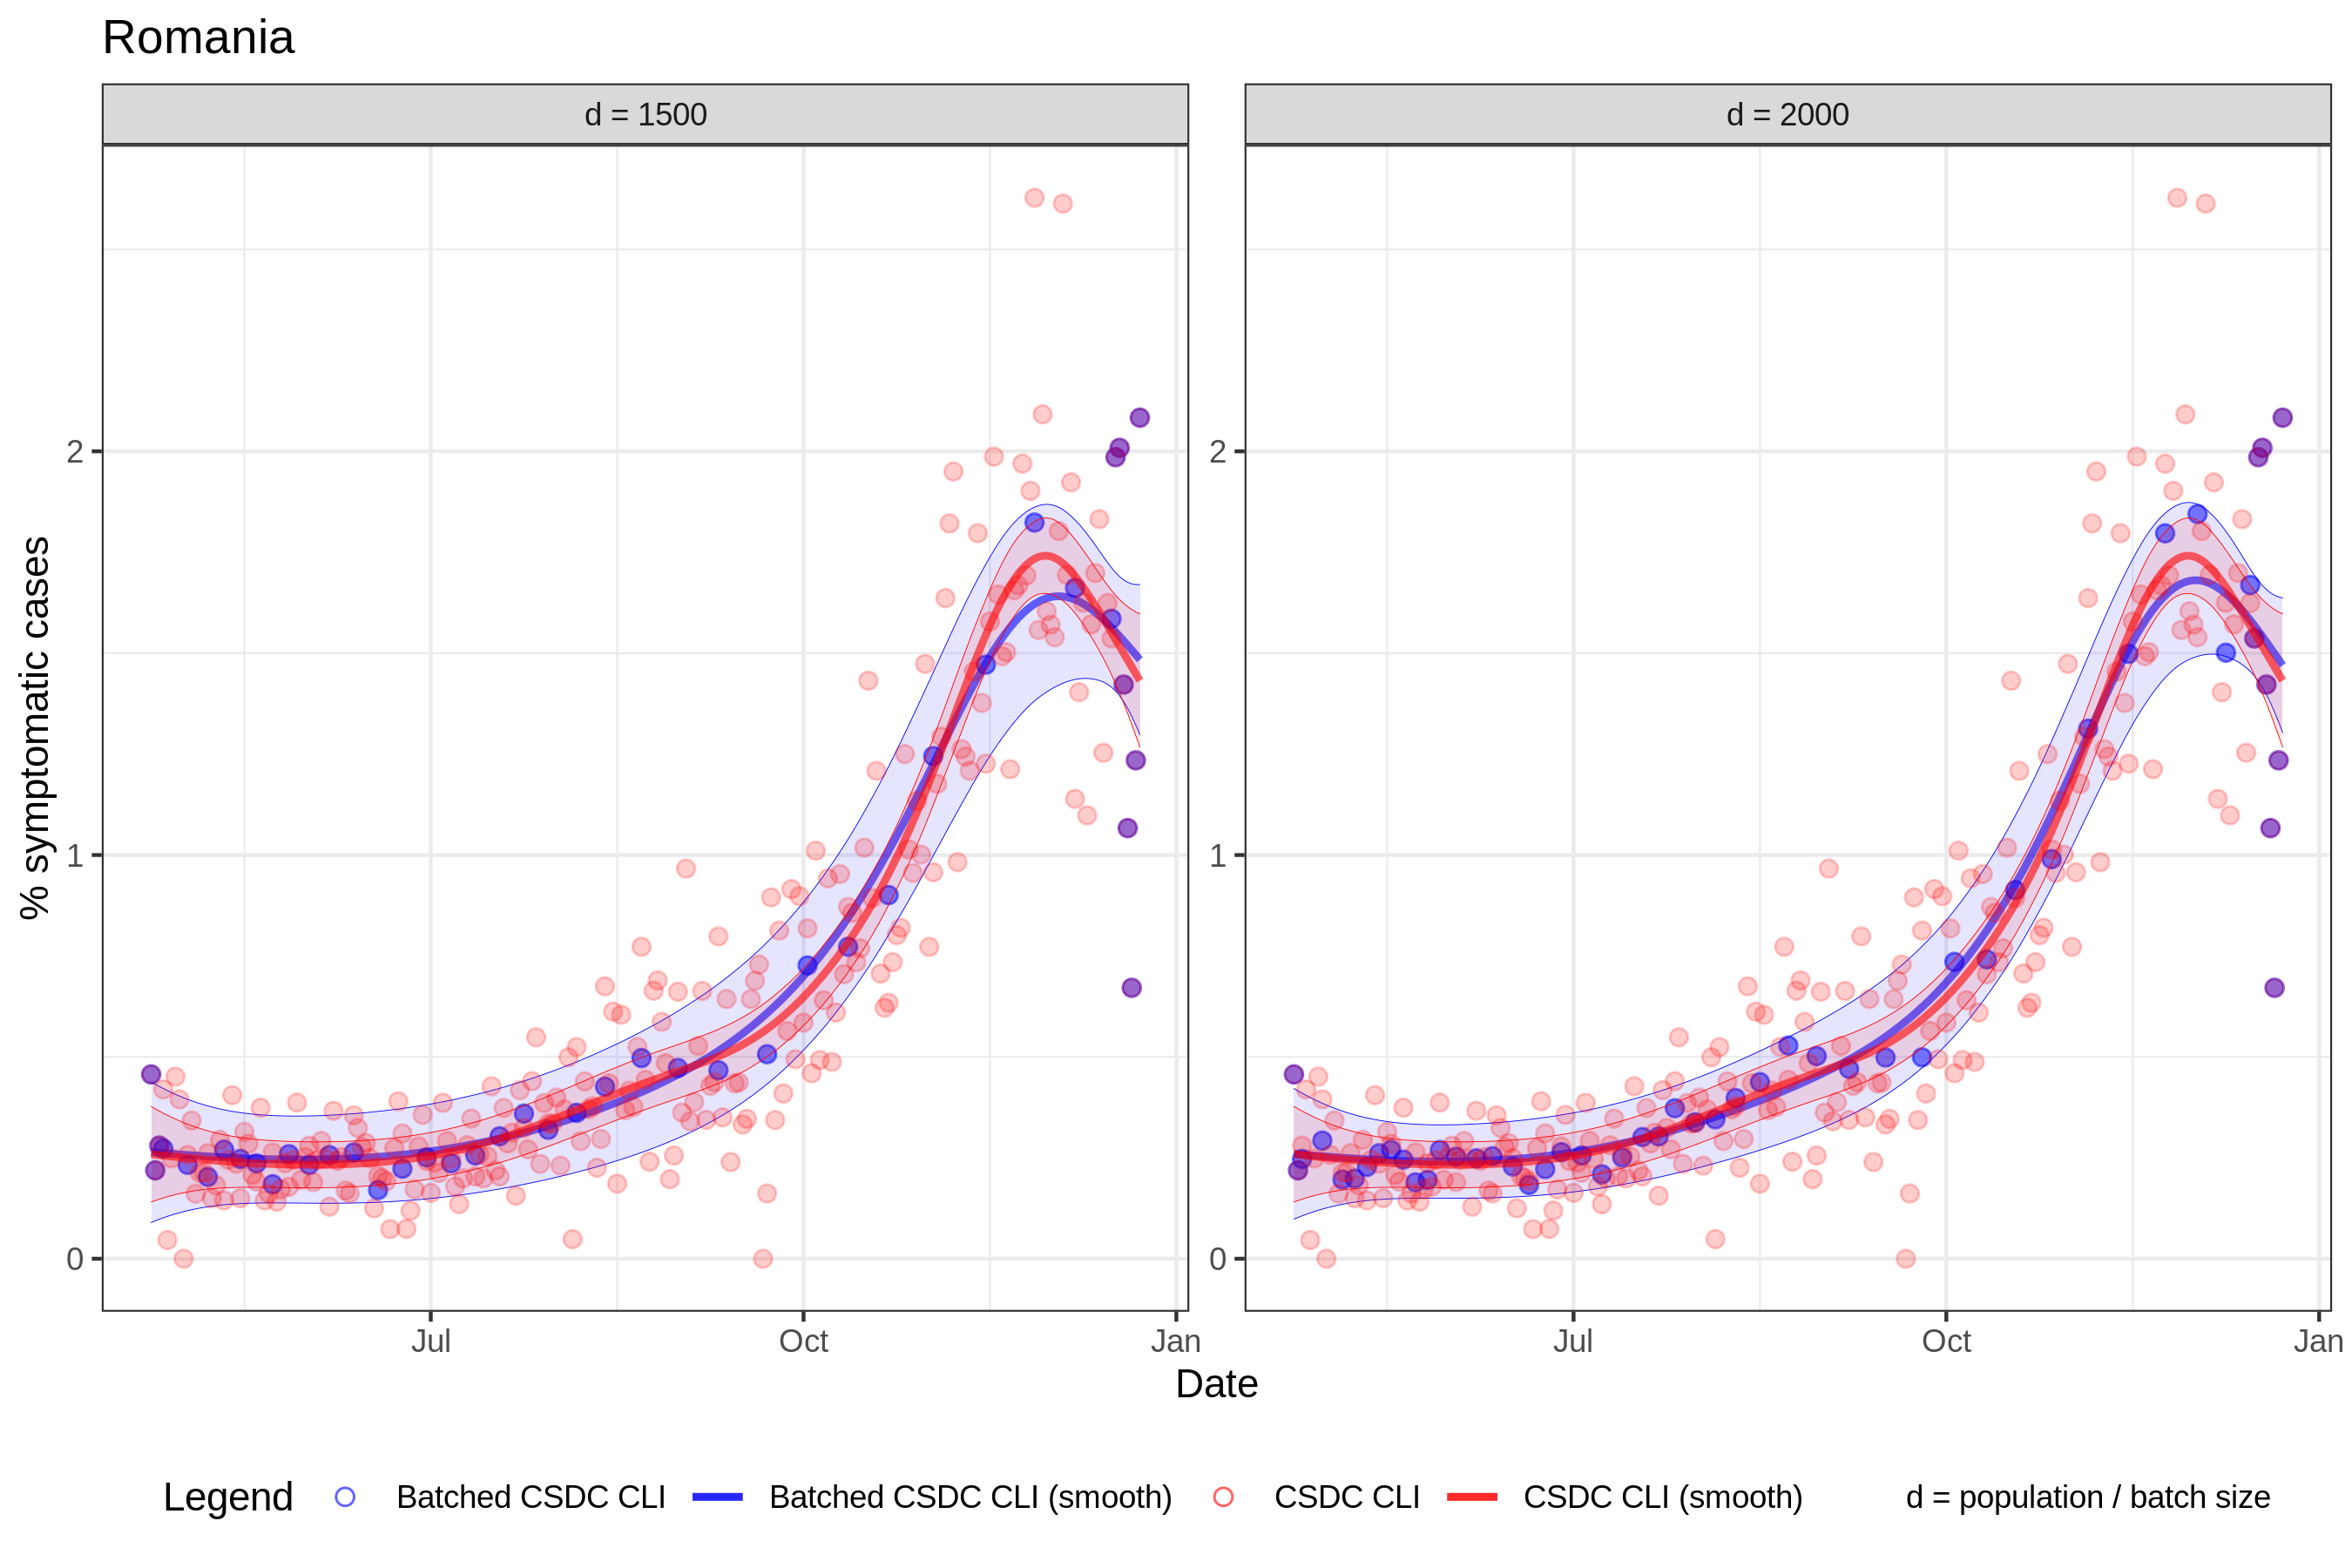 Romania
d = 1500
d = 2000
% symptomatic cases
2
1
0
2
1
0
Jul
Oct
Jan
Jul
Oct
Jan
Date
Legend Batched CSDC CLI Batched CSDC CLI (smooth) CSDC CLI CSDC CLI (smooth) d = population / batch size